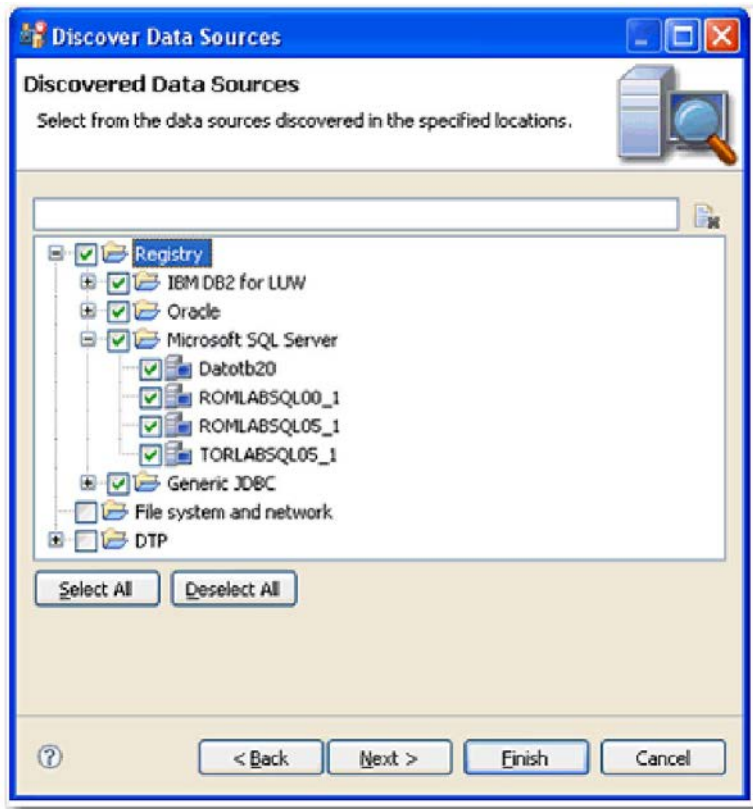 Discover Data Sources
Discovered Data Sources
Select from the data sources discovered in the specified locations.
Registry
IBM DB2 for LUW
Oracle
Microsoft SQL Server
Datotb20
ROMLABSQL00_1
ROMLABSQL05_1
TORLABSQL05_1
Generic JDBC
File system and network
DTP
Select All Deselect All
? < Back Next > Finish Cancel